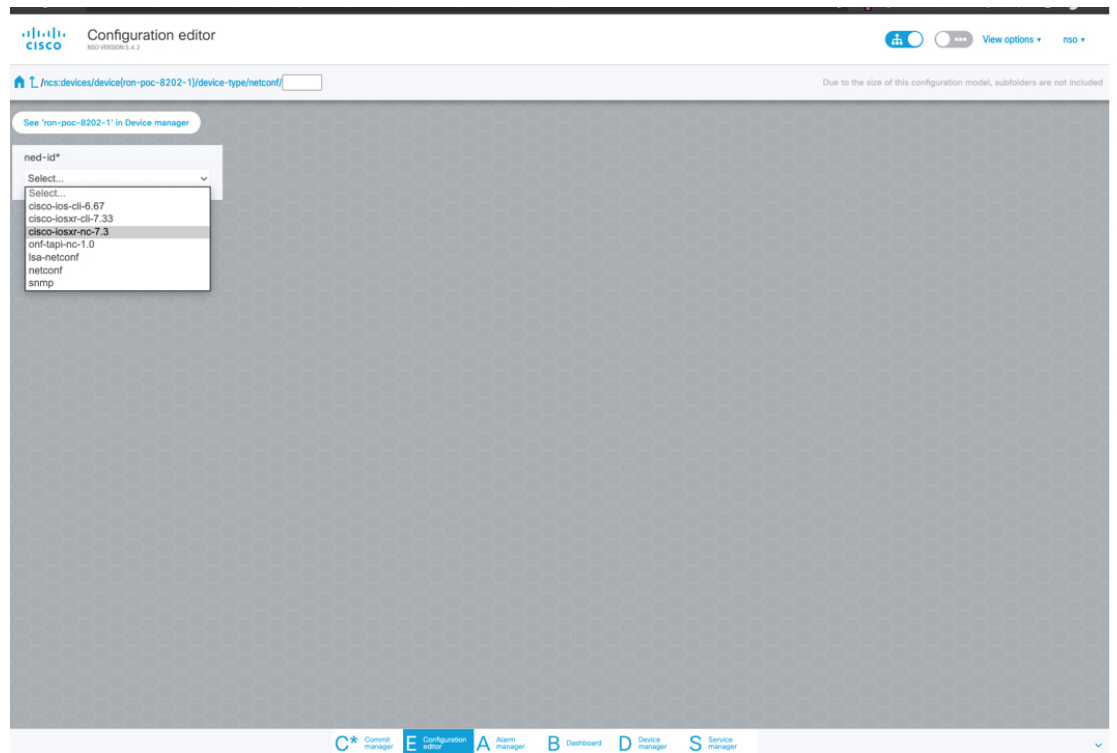 CISCO
Configuration editor
NSO VERSION:5.4.2
View options
nso
/ncs:devices/device{ron-poc-8202-1}/device-type/netconf/
Due to the size of this configuration model, subfolders are not included
See 'ron-poc-8202-1' in Device manager
ned-id*
Select...
Select...
cisco-ios-cli-6.67
cisco-iosxr-cli-7.33
cisco-iosxr-nc-7.3
onf-tapi-nc-1.0
lsa-netconf
netconf
snmp
C* Commit manager
E Configuration editor
A Alarm manager
B Dashboard
D Device manager
S Service manager